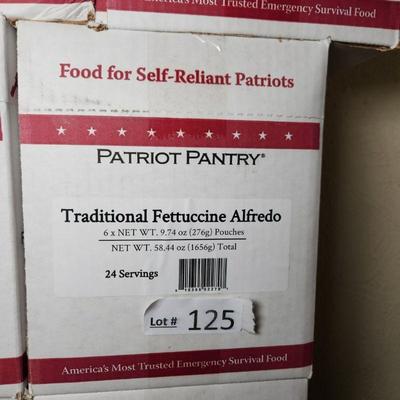 America's Most Trusted Emergency Survival Food
Food for Self-Reliant Patriots
PATRIOT PANTRY®
Traditional Fettuccine Alfredo
6 x NET WT. 9.74 oz (276g) Pouches
NET WT. 58.44 oz (1656g) Total
24 Servings
Lot # 125
America's Most Trusted Emergency Survival Food